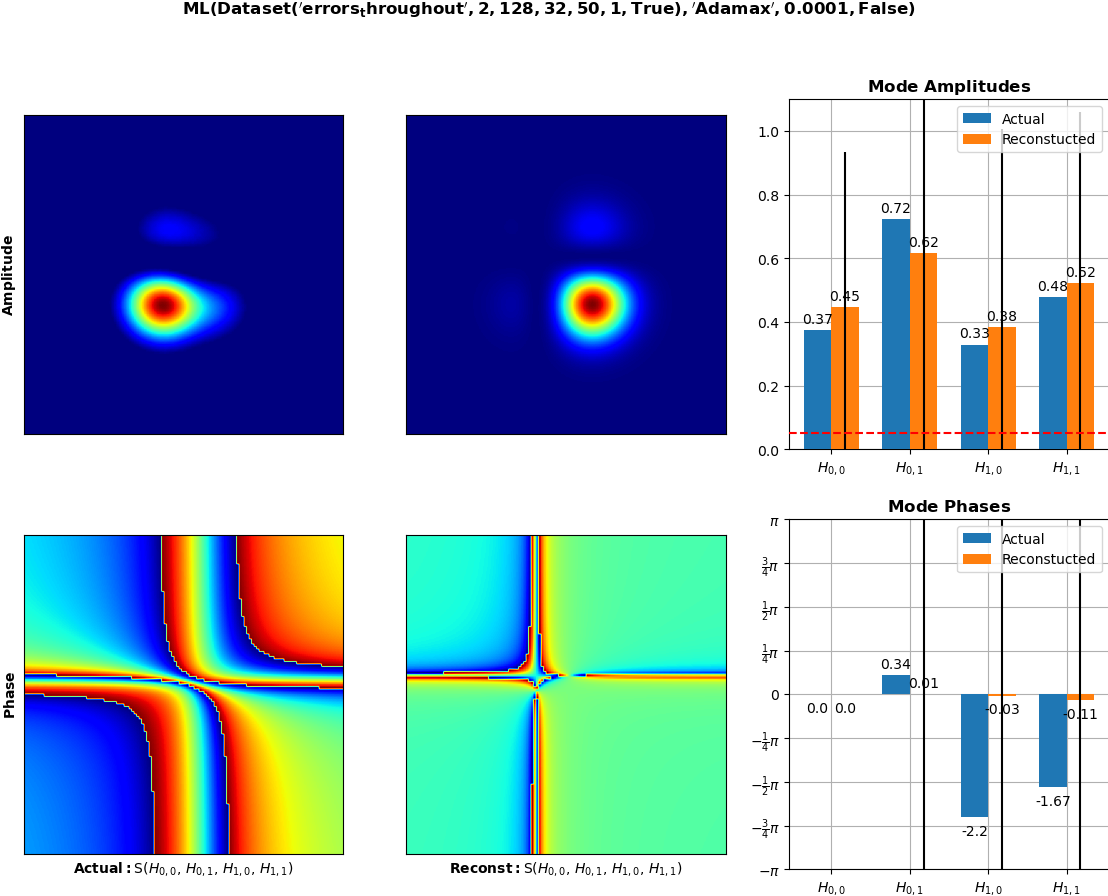 ML(Dataset('errors_throughout', 2, 128, 32, 50, 1, True), 'Adamax', 0.0001, False)
Amplitude
Mode Amplitudes
Actual
Reconstucted
1.0
0.8
0.6
0.4
0.2
0.0
0.37
0.45
0.72
0.62
0.33
0.38
0.48
0.52
H0,0
H0,1
H1,0
H1,1
Phase
Actual: S(H0,0, H0,1, H1,0, H1,1)
Reconst: S(H0,0, H0,1, H1,0, H1,1)
Mode Phases
Actual
Reconstucted
π
3/4π
1/2π
1/4π
0
−1/4π
−1/2π
−3/4π
−π
0.0
0.0
0.34
0.01
-2.2
-0.03
-1.67
-0.11
H0,0
H0,1
H1,0
H1,1